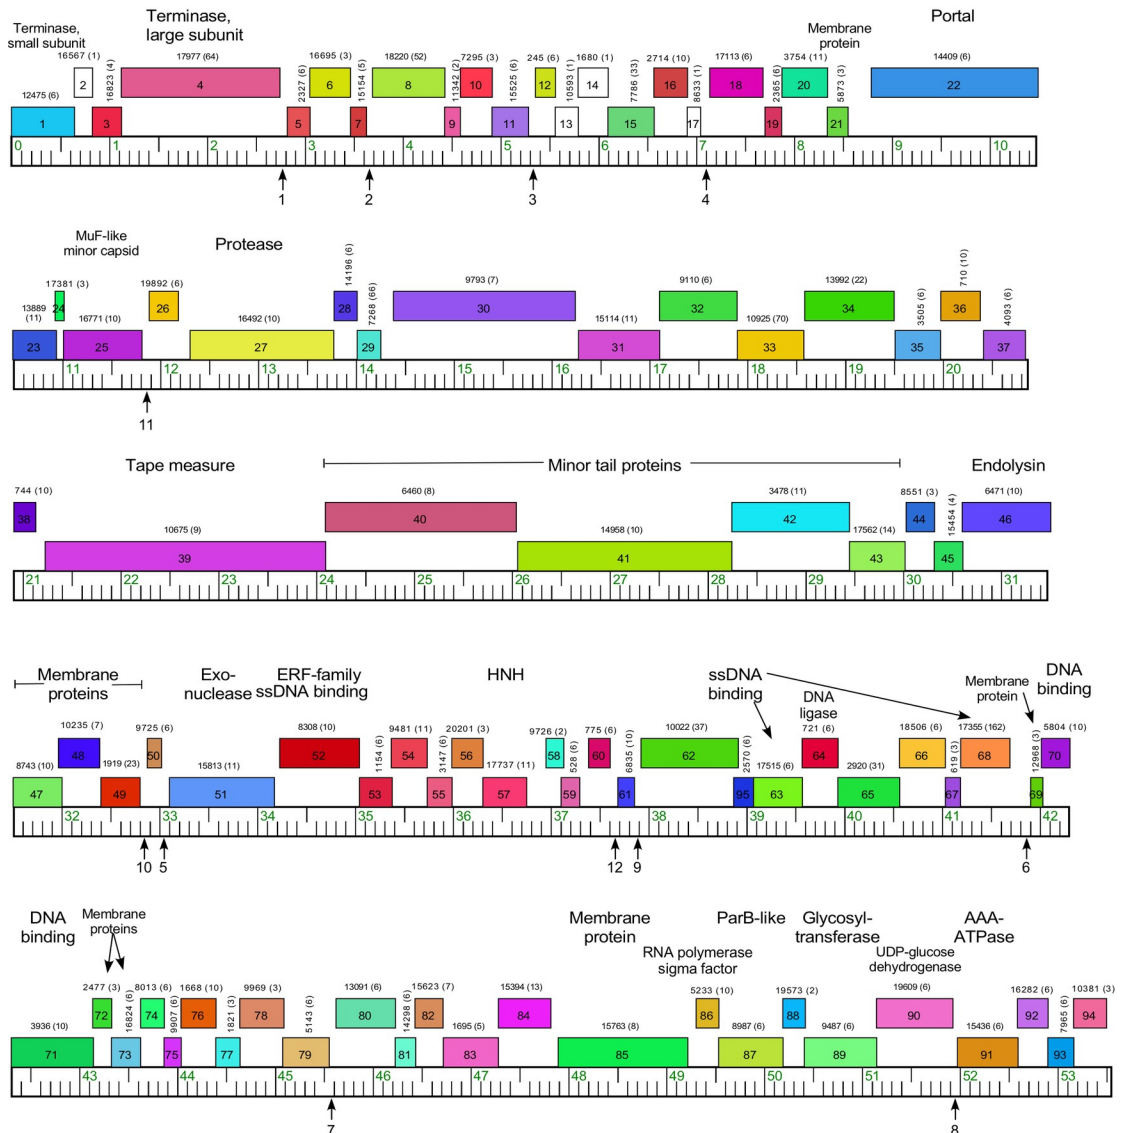 Terminase,
small subunit
Terminase,
large subunit
Membrane
protein
Portal
16567 (1)
17977 (64)
16695 (3)
18220 (52)
7295 (3)
245 (6)
1680 (1)
2714 (10)
17113 (6)
3754 (11)
14409 (6)
2 4 6 8 10 12 14 16 18 20 22
12475 (6)
16823 (4)
2327 (6)
15154 (5)
11342 (2)
15525 (6)
10593 (1)
7786 (33)
8633 (1)
2365 (6)
5873 (3)
1 3 5 7 9 11 13 15 17 19 21
0 1 2 3 4 5 6 7 8 9 10
1 2 3 4
MuF-like
minor capsid
Protease
17381 (3)
19892 (6)
14196 (6)
9793 (7)
9110 (6)
13992 (22)
710 (10)
24 26 28 30 32 34 36
13889
(11)
16771 (10)
16492 (10)
7268 (66)
15114 (11)
10925 (70)
3505 (6)
4093 (6)
23 25 27 29 31 33 35 37
11 12 13 14 15 16 17 18 19 20
11
Tape measure
Minor tail proteins
Endolysin
744 (10)
6460 (8)
3478 (11)
8551 (3)
6471 (10)
38 40 42 44 46
10675 (9)
14958 (10)
17562 (14)
15454 (4)
39 41 43 45
21 22 23 24 25 26 27 28 29 30 31
Membrane
proteins
Exo-
nuclease
ERF-family
ssDNA binding
HNH
ssDNA
binding
DNA
ligase
Membrane
protein
DNA
binding
10235 (7)
9725 (6)
8308 (10)
9481 (11)
20201 (3)
9726 (2)
775 (6)
10022 (37)
721 (6)
18506 (6)
17355 (162)
5804 (10)
48 50 52 54 56 58 60 62 64 66 68 70
8743 (10)
1919 (23)
15813 (11)
1154 (6)
3147 (6)
17737 (11)
528 (6)
6835 (10)
2570 (6)
17515 (6)
2920 (31)
619 (3)
12968 (3)
47 49 51 53 55 57 59 61 95 63 65 67 69
32 33 34 35 36 37 38 39 40 41 42
10 5 12 9 6
DNA
binding
Membrane
proteins
Membrane
protein
RNA polymerase
sigma factor
ParB-like
Glycosyl-
transferase
UDP-glucose
dehydrogenase
AAA-
ATPase
2477 (3)
8013 (6)
1668 (10)
9969 (3)
13091 (6)
15623 (7)
15394 (13)
5233 (10)
19573 (2)
19609 (6)
16282 (6)
10381 (3)
72 74 76 78 80 82 84 86 88 90 92 94
3936 (10)
16824 (6)
9907 (6)
1821 (3)
5143 (6)
14298 (6)
1695 (5)
15763 (8)
8987 (6)
9487 (6)
15436 (6)
7965 (6)
71 73 75 77 79 81 83 85 87 89 91 93
43 44 45 46 47 48 49 50 51 52 53
7 8